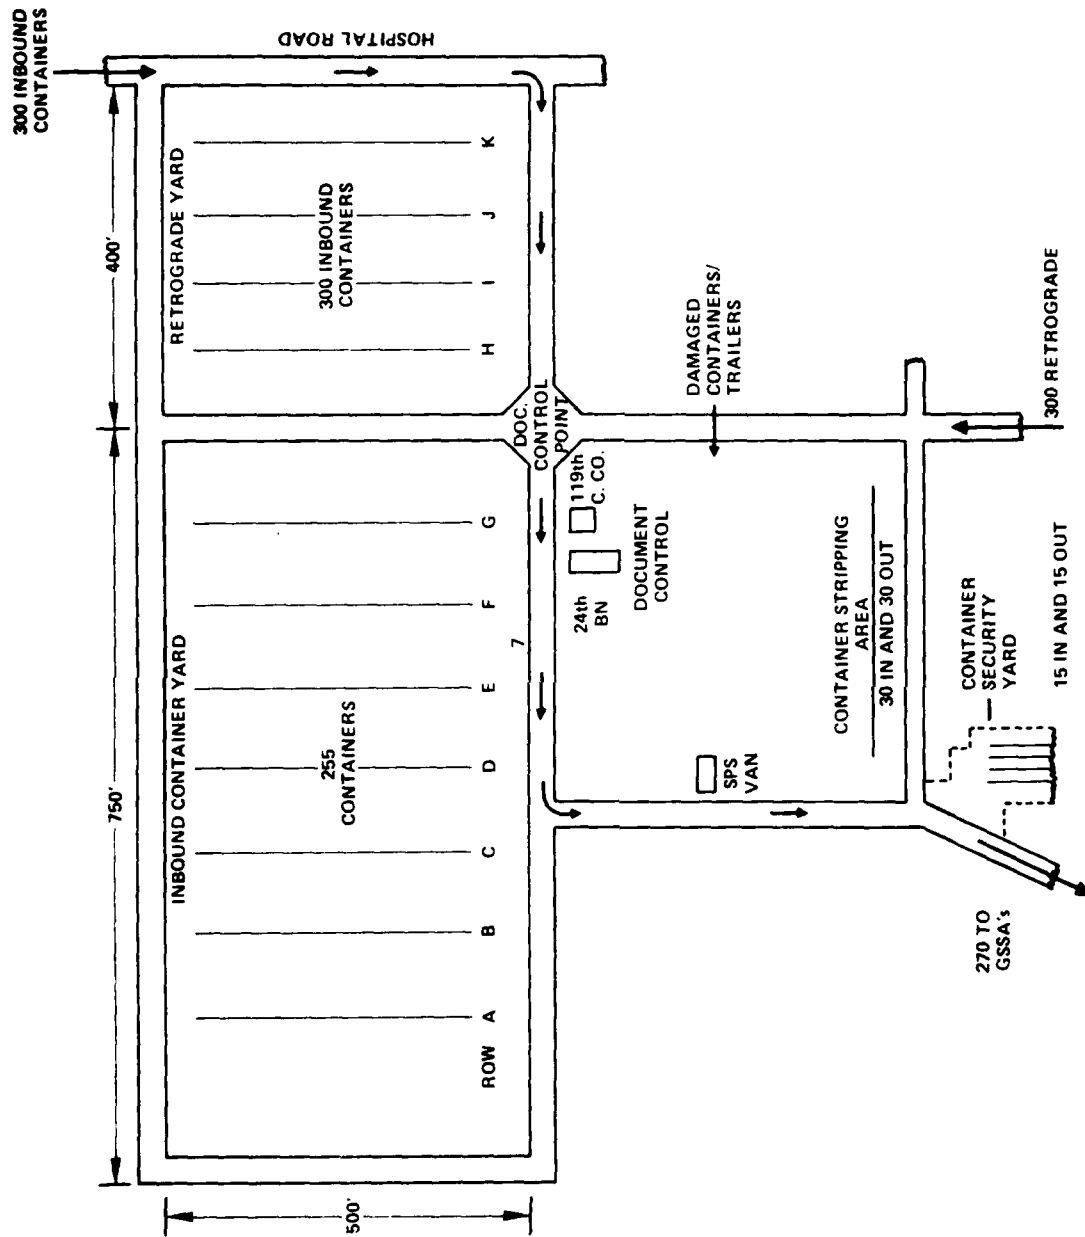 300 INBOUND
CONTAINERS
HOSPITAL ROAD
400'
750'
500'
RETROGRADE YARD
300 INBOUND
CONTAINERS
H
I
J
K
INBOUND CONTAINER YARD
255
CONTAINERS
ROW
A
B
C
D
E
F
G
DOC.
CONTROL
POINT
7
119th
C. CO.
24th
BN
DOCUMENT
CONTROL
DAMAGED
CONTAINERS/
TRAILERS
SPS
VAN
CONTAINER STRIPPING
AREA
30 IN AND 30 OUT
300 RETROGRADE
CONTAINER
SECURITY
YARD
15 IN AND 15 OUT
270 TO
GSSA's